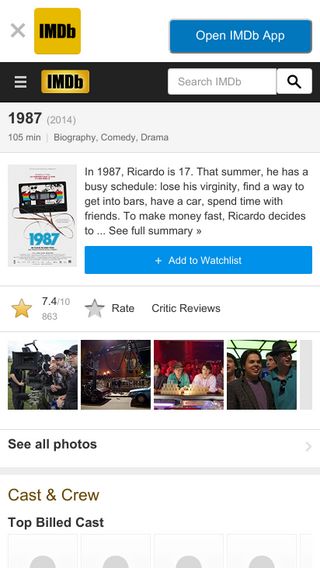 IMDb
Open IMDb App
IMDb
Search IMDb
1987 (2014)
105 min | Biography, Comedy, Drama
In 1987, Ricardo is 17. That summer, he has a
busy schedule: lose his virginity, find a way to
get into bars, have a car, spend time with
friends. To make money fast, Ricardo decides
to ... See full summary »
1987
+ Add to Watchlist
7.4/10
863
Rate
Critic Reviews
See all photos
Cast & Crew
Top Billed Cast